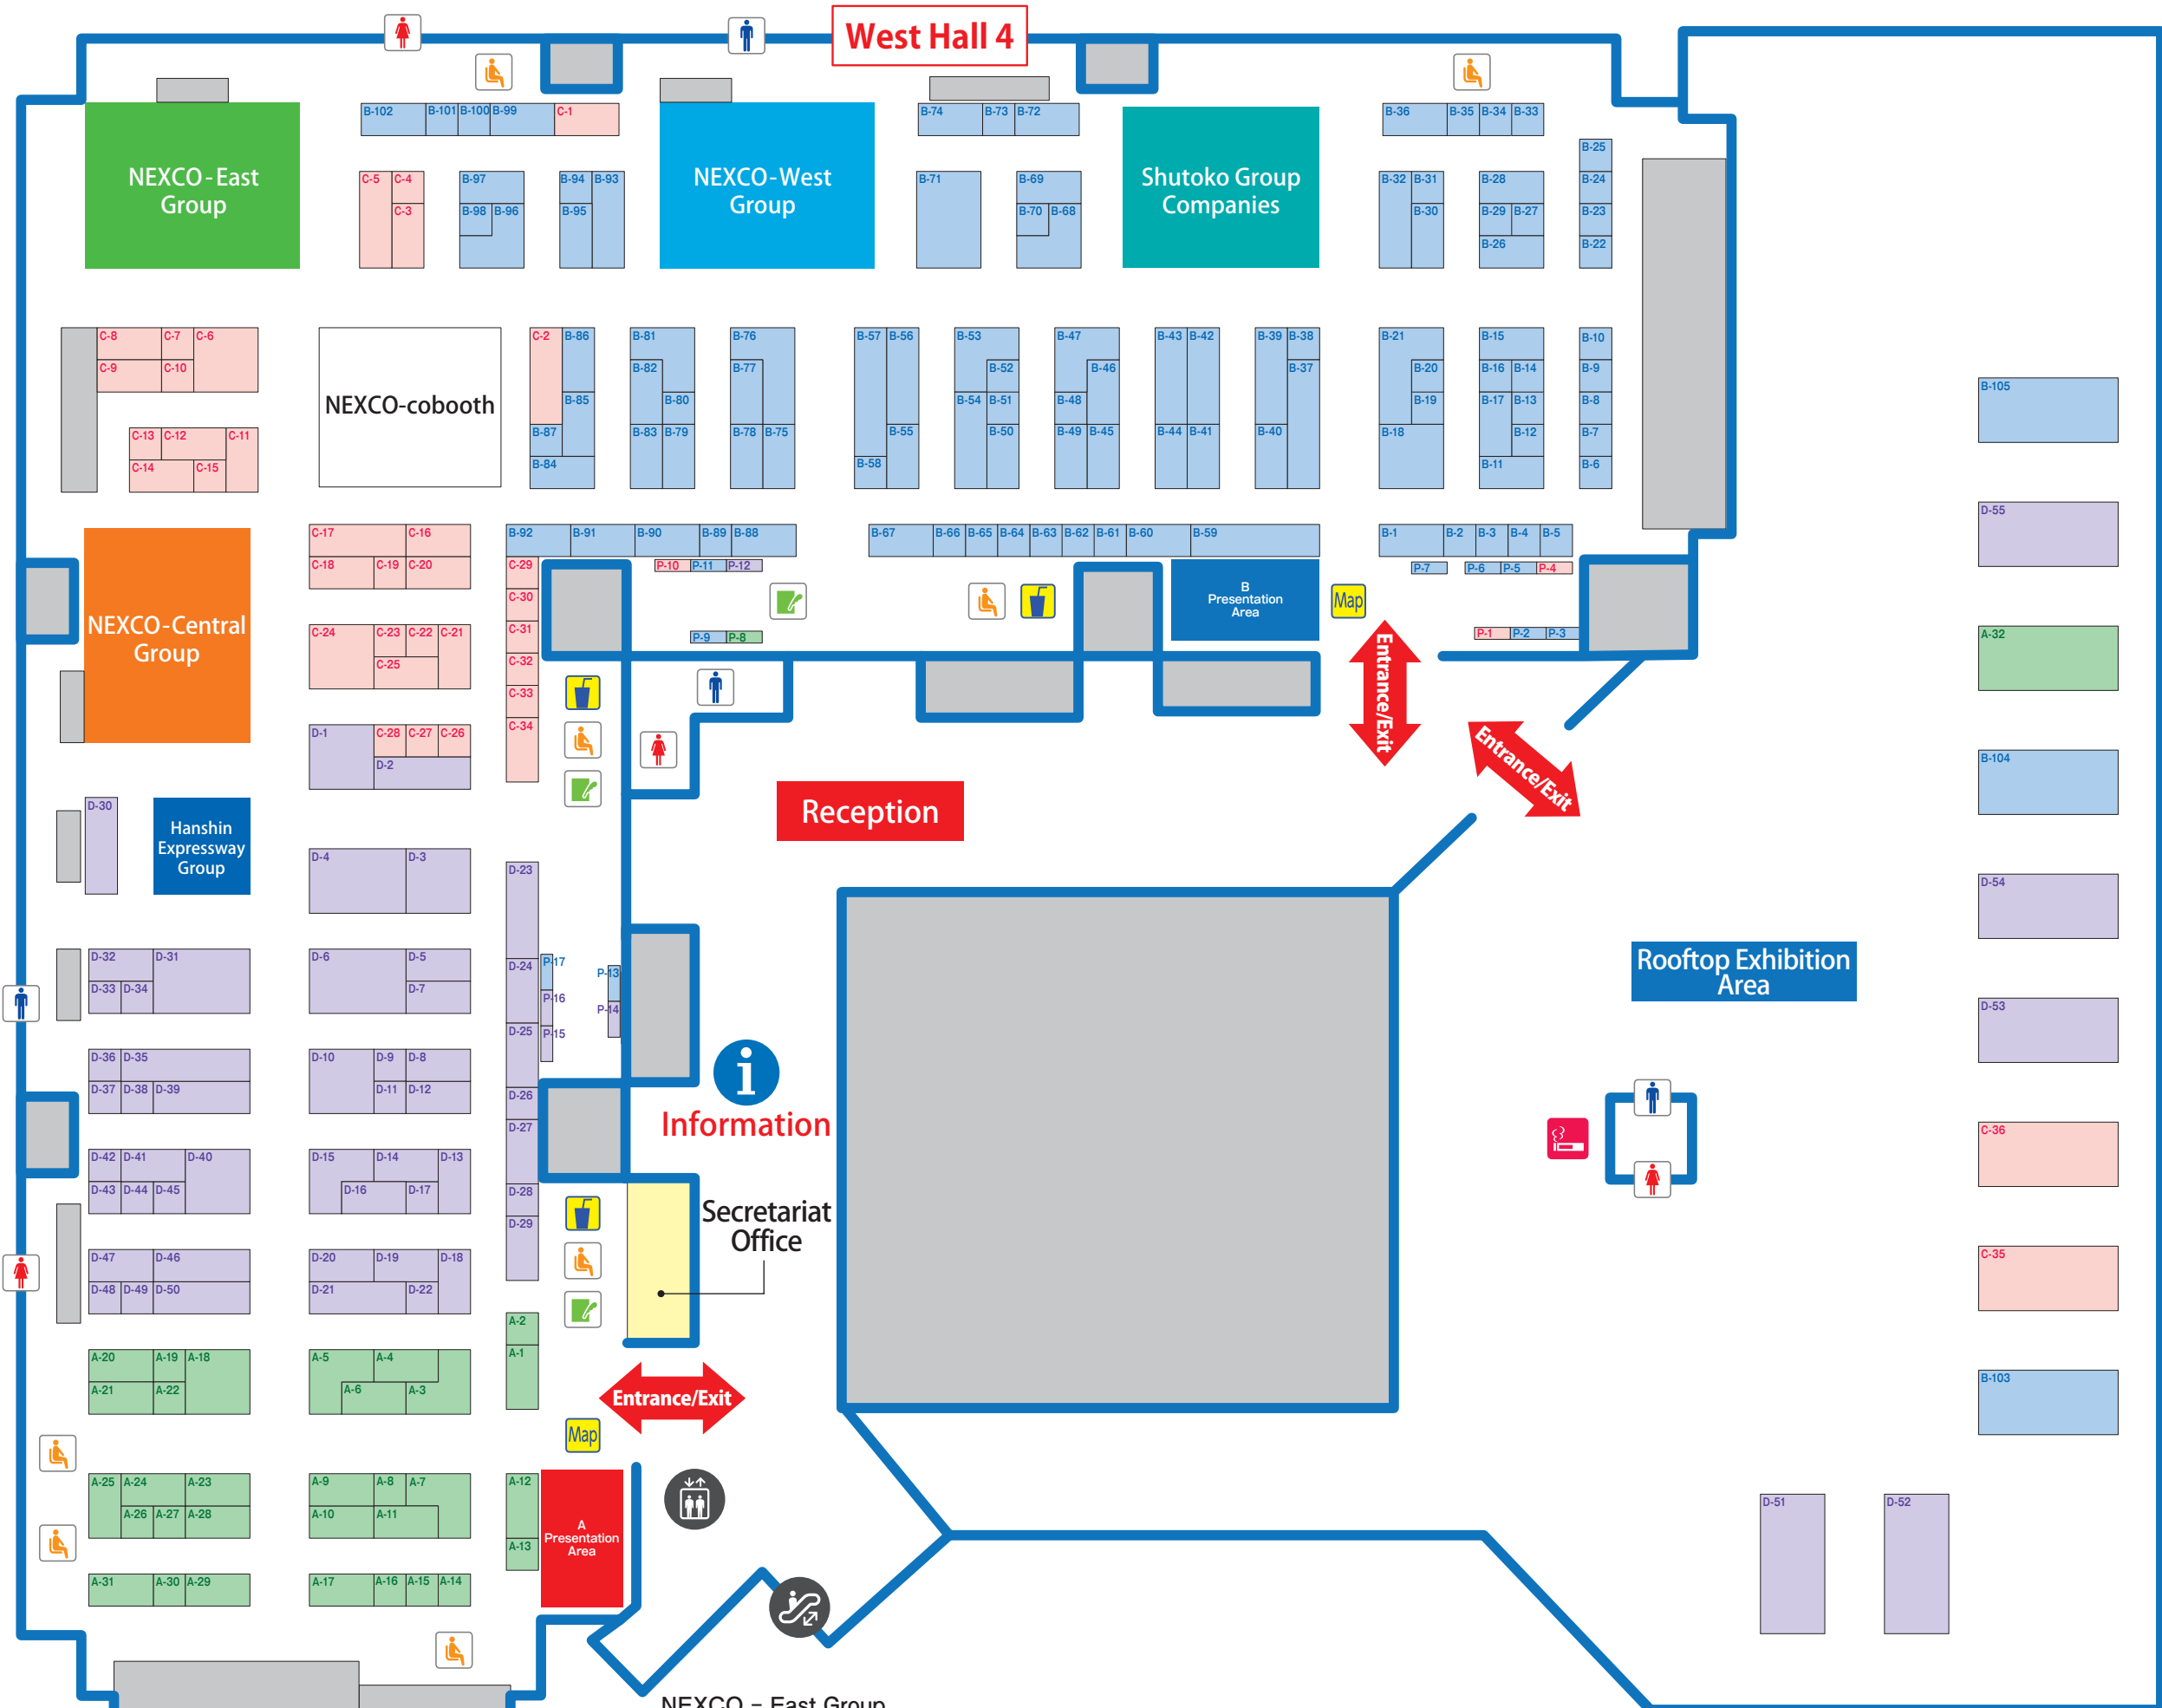 West Hall 4
B-102 B-101 B-100 B-99 C-1
B-74 B-73 B-72
B-36 B-35 B-34 B-33
B-25
NEXCO-East
Group
C-5 C-4
C-3
B-97
B-98 B-96
B-94 B-93
B-95
NEXCO-West
Group
B-71
B-69
B-70 B-68
Shutoko Group
Companies
B-32 B-31
B-30
B-28
B-29 B-27
B-26
B-24
B-23
B-22
C-8 C-7 C-6
C-9 C-10
C-13 C-12 C-11
C-14 C-15
NEXCO-cobooth
C-2 B-86
B-85
B-87
B-84
B-81
B-82
B-80
B-83 B-79
B-76
B-77
B-78 B-75
B-57 B-56
B-55
B-58
B-53
B-52
B-54 B-51
B-50
B-47
B-46
B-48
B-49 B-45
B-43 B-42
B-44 B-41
B-39 B-38
B-37
B-40
B-21
B-20
B-19
B-18
B-15
B-16 B-14
B-17 B-13
B-12
B-11
B-10
B-9
B-8
B-7
B-6
B-105
D-55
A-32
B-104
D-54
D-53
C-36
C-35
B-103
D-51 D-52
C-17 C-16
C-18 C-19 C-20
B-92 B-91 B-90 B-89 B-88
B-67 B-66 B-65 B-64 B-63 B-62 B-61 B-60 B-59
B-1 B-2 B-3 B-4 B-5
C-29
C-30
C-31
C-32
C-33
C-34
P-10 P-11 P-12
P-9 P-8
B
Presentation
Area
Map
P-7 P-6 P-5 P-4
P-1 P-2 P-3
NEXCO-Central
Group
C-24 C-23 C-22 C-21
C-25
D-1 C-28 C-27 C-26
D-2
Entrance/Exit
Entrance/Exit
Reception
D-30
Hanshin
Expressway
Group
D-4 D-3
D-23
D-24
D-25
D-26
D-27
D-28
D-29
P-17
P-16
P-15
P-13
P-14
D-32 D-31
D-33 D-34
D-6 D-5
D-7
Rooftop Exhibition
Area
D-36 D-35
D-37 D-38 D-39
D-10 D-9 D-8
D-11 D-12
i
Information
D-42 D-41 D-40
D-43 D-44 D-45
D-15 D-14 D-13
D-16 D-17
Secretariat
Office
D-47 D-46
D-48 D-49 D-50
D-20 D-19 D-18
D-21 D-22
A-2
A-1
A-20 A-19 A-18
A-21 A-22
A-5 A-4
A-6 A-3
Entrance/Exit
Map
A-25 A-24 A-23
A-26 A-27 A-28
A-9 A-8 A-7
A-10 A-11
A-12
A-13
A
Presentation
Area
A-31 A-30 A-29
A-17 A-16 A-15 A-14
NEXCO - East Group